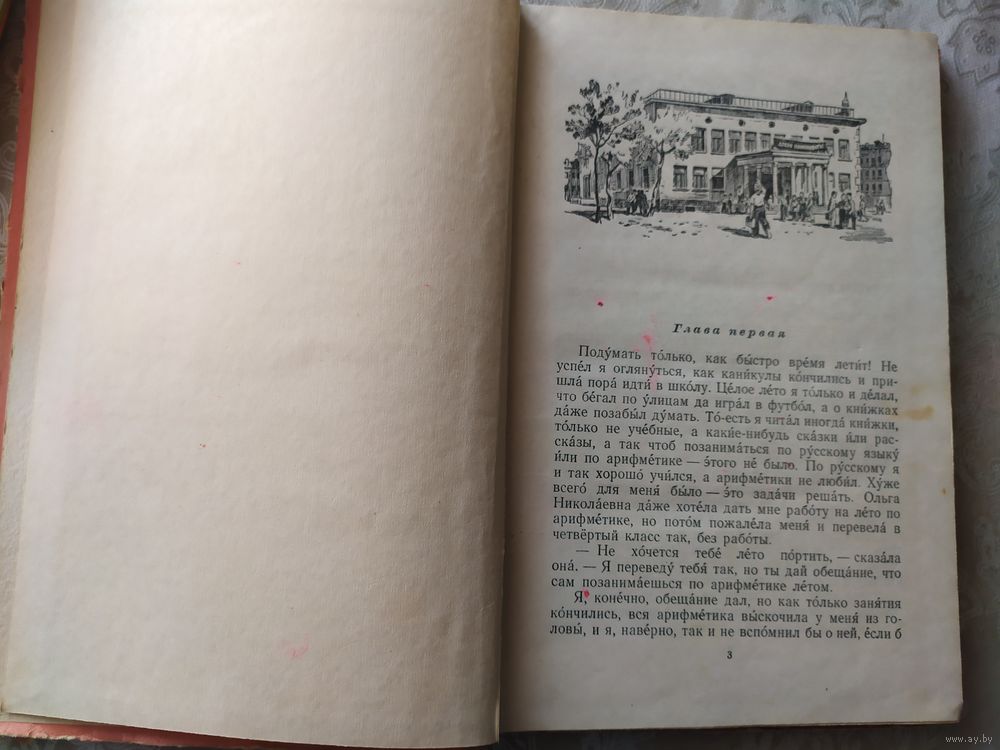 Глава первая
Поду́мать то́лько, как бы́стро вре́мя лети́т! Не
успе́л я огляну́ться, как кани́кулы ко́нчились и при-
шла́ пора́ идти́ в шко́лу. Це́лое ле́то я то́лько и де́лал,
что бе́гал по у́лицам да игра́л в футбо́л, а о кни́жках
да́же позабы́л ду́мать. То́-есть я чита́л иногда́ кни́жки,
то́лько не уче́бные, а каки́е-нибудь ска́зки и́ли рас-
ска́зы, а так чтоб позанима́ться по ру́сскому языку́
и́ли по арифме́тике — э́того не́ было. По ру́сскому я
и так хорошо́ учи́лся, а арифме́тики не люби́л. Ху́же
всего́ для меня́ бы́ло — э́то зада́чи реша́ть. Ольга
Никола́евна да́же хоте́ла дать мне рабо́ту на ле́то по
арифме́тике, но пото́м пожале́ла меня́ и перевела́ в
четвёртый класс так, без рабо́ты.
— Не хо́чется тебе́ ле́то по́ртить, — сказа́ла
она́. — Я переведу́ тебя́ так, но ты дай обеща́ние, что
сам позанима́ешься по арифме́тике ле́том.
Я, коне́чно, обеща́ние дал, но как то́лько заня́тия
ко́нчились, вся арифме́тика вы́скочила у меня́ из го-
ловы́, и я, наве́рно, так и не вспо́мнил бы о ней, е́сли б
3
www.ay.by